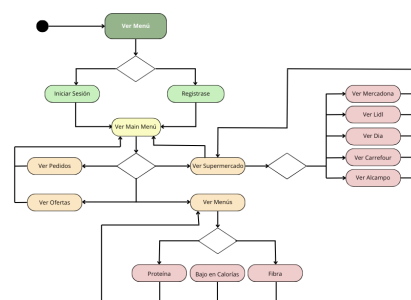 Ver Menú
Iniciar Sesión
Registrase
Ver Main Menú
Ver Mercadona
Ver Lidl
Ver Dia
Ver Carrefour
Ver Alcampo
Ver Pedidos
Ver Supermercado
Ver Ofertas
Ver Menús
Proteína
Bajo en Calorías
Fibra